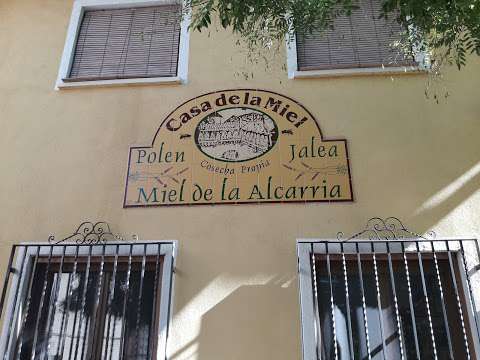 Casa de la Miel
Cosecha Propia
Polen
Jalea
Miel de la Alcarria